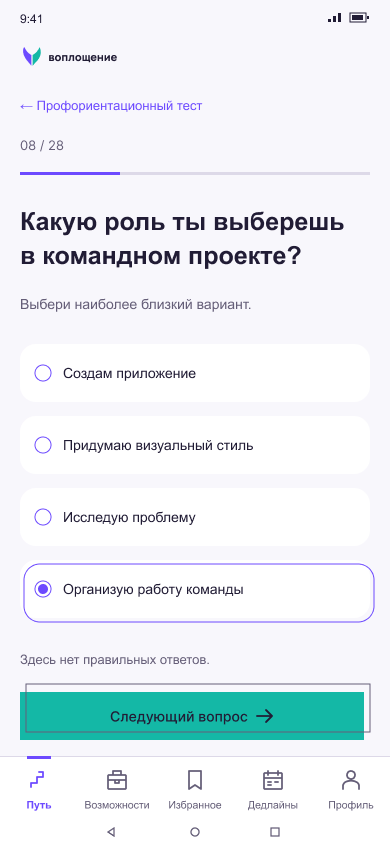 9:41
воплощение
← Профориентационный тест
08 / 28
Какую роль ты выберешь
в командном проекте?
Выбери наиболее близкий вариант.
Создам приложение
Придумаю визуальный стиль
Исследую проблему
Организую работу команды
Здесь нет правильных ответов.
Следующий вопрос →
Путь Возможности Избранное Дедлайны Профиль